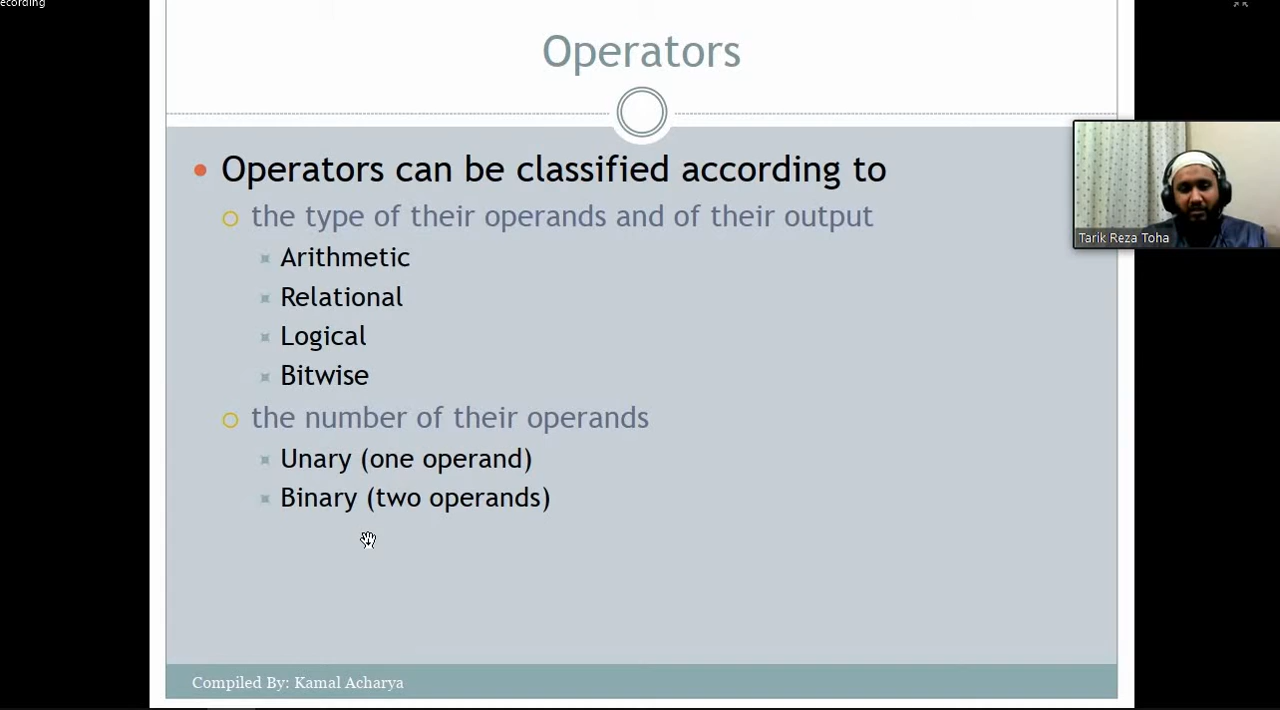 ecording
Operators
Operators can be classified according to
the type of their operands and of their output
Arithmetic
Relational
Logical
Bitwise
the number of their operands
Unary (one operand)
Binary (two operands)
Tarik Reza Toha
Compiled By: Kamal Acharya